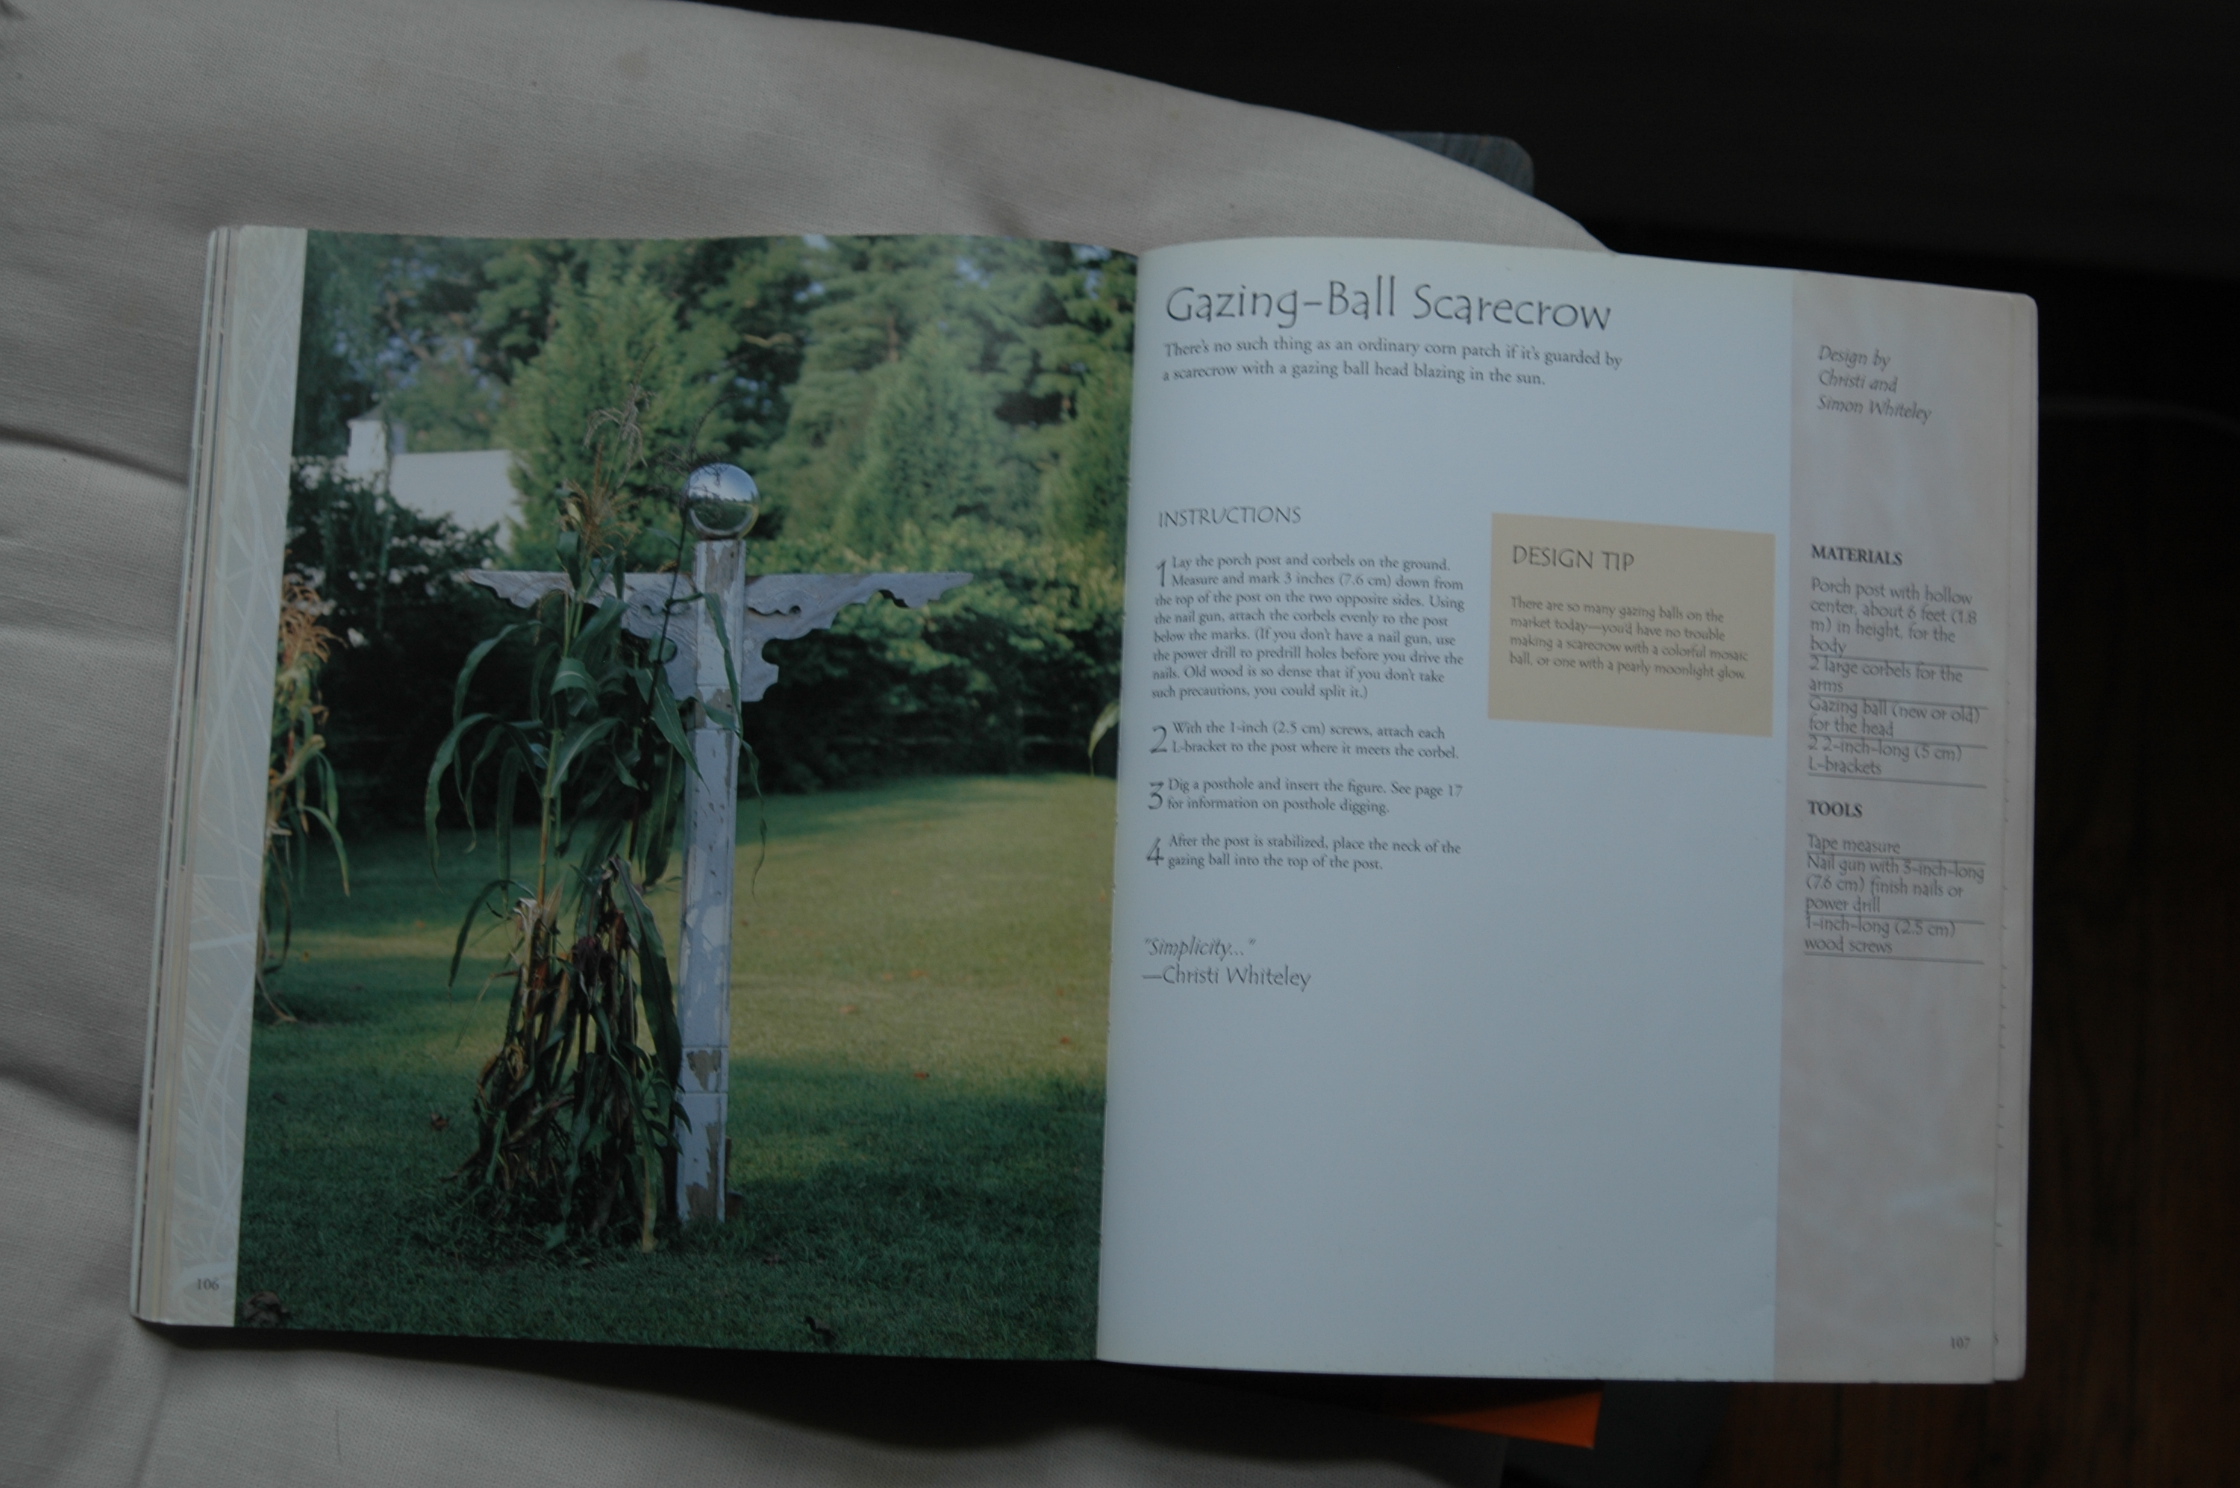 106
Gazing-Ball Scarecrow
There's no such thing as an ordinary corn patch if it's guarded by
a scarecrow with a gazing ball head blazing in the sun.
INSTRUCTIONS
1 Lay the porch post and corbels on the ground.
Measure and mark 3 inches (7.6 cm) down from
the top of the post on the two opposite sides. Using
the nail gun, attach the corbels evenly to the post
below the marks. (If you don't have a nail gun, use
the power drill to predrill holes before you drive the
nails. Old wood is so dense that if you don't take
such precautions, you could split it.)
2 With the 1-inch (2.5 cm) screws, attach each
L-bracket to the post where it meets the corbel.
3 Dig a posthole and insert the figure. See page 17
for information on posthole digging.
4 After the post is stabilized, place the neck of the
gazing ball into the top of the post.
"Simplicity..."
—Christi Whiteley
DESIGN TIP
There are so many gazing balls on the
market today—you'd have no trouble
making a scarecrow with a colorful mosaic
ball, or one with a pearly moonlight glow.
Design by
Christi and
Simon Whiteley
MATERIALS
Porch post with hollow
center, about 6 feet (1.8
m) in height, for the
body
2 large corbels for the
arms
Gazing ball (new or old)
for the head
2 2-inch-long (5 cm)
L-brackets
TOOLS
Tape measure
Nail gun with 3-inch-long
(7.6 cm) finish nails or
power drill
1-inch-long (2.5 cm)
wood screws
107